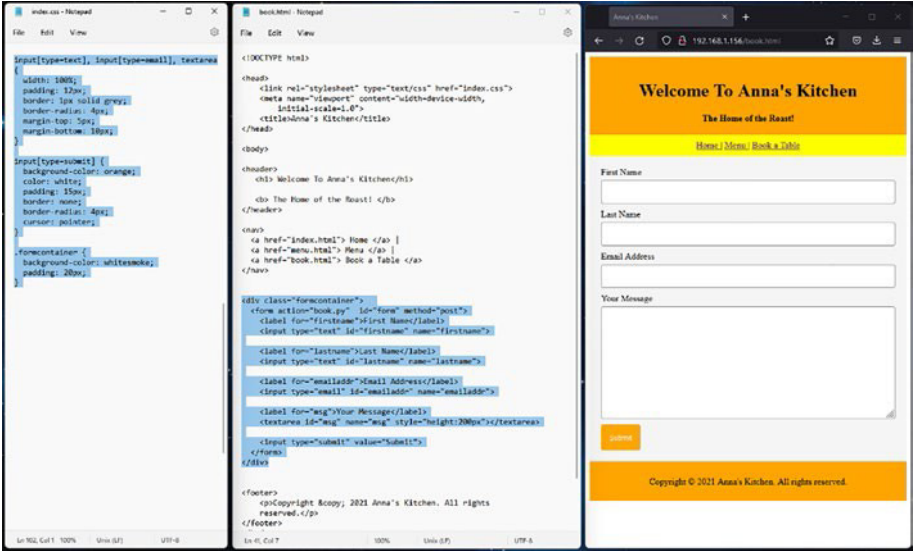 index.css - Notepad
File Edit View
input[type=text], input[type=email], textarea
{
width: 100%;
padding: 12px;
border: 1px solid grey;
border-radius: 4px;
margin-top: 5px;
margin-bottom: 10px;
}
input[type=submit] {
background-color: orange;
color: white;
padding: 15px;
border: none;
border-radius: 4px;
cursor: pointer;
}
.formcontainer {
background-color: whitesmoke;
padding: 20px;
}
Ln 102, Col 1 100% Unix (LF) UTF-8
book.html - Notepad
File Edit View
<!DOCTYPE html>
<head>
<link rel="stylesheet" type="text/css" href="index.css">
<meta name="viewport" content="width=device-width,
initial-scale=1.0">
<title>Anna's Kitchen</title>
</head>
<body>
<header>
<h1> Welcome To Anna's Kitchen</h1>
<b> The Home of the Roast! </b>
</header>
<nav>
<a href="index.html"> Home </a> |
<a href="menu.html"> Menu </a> |
<a href="book.html"> Book a Table </a>
</nav>
<div class="formcontainer">
<form action="book.py" id="form" method="post">
<label for="firstname">First Name</label>
<input type="text" id="firstname" name="firstname">
<label for="lastname">Last Name</label>
<input type="text" id="lastname" name="lastname">
<label for="emailaddr">Email Address</label>
<input type="email" id="emailaddr" name="emailaddr">
<label for="msg">Your Message</label>
<textarea id="msg" name="msg" style="height:200px"></textarea>
<input type="submit" value="Submit">
</form>
</div>
<footer>
<p>Copyright &copy; 2021 Anna's Kitchen. All rights
reserved.</p>
</footer>
Ln 41, Col 7 100% Unix (LF) UTF-8
Anna's Kitchen
192.168.1.156/book.html
Welcome To Anna's Kitchen
The Home of the Roast!
Home | Menu | Book a Table
First Name
Last Name
Email Address
Your Message
Submit
Copyright © 2021 Anna's Kitchen. All rights reserved.